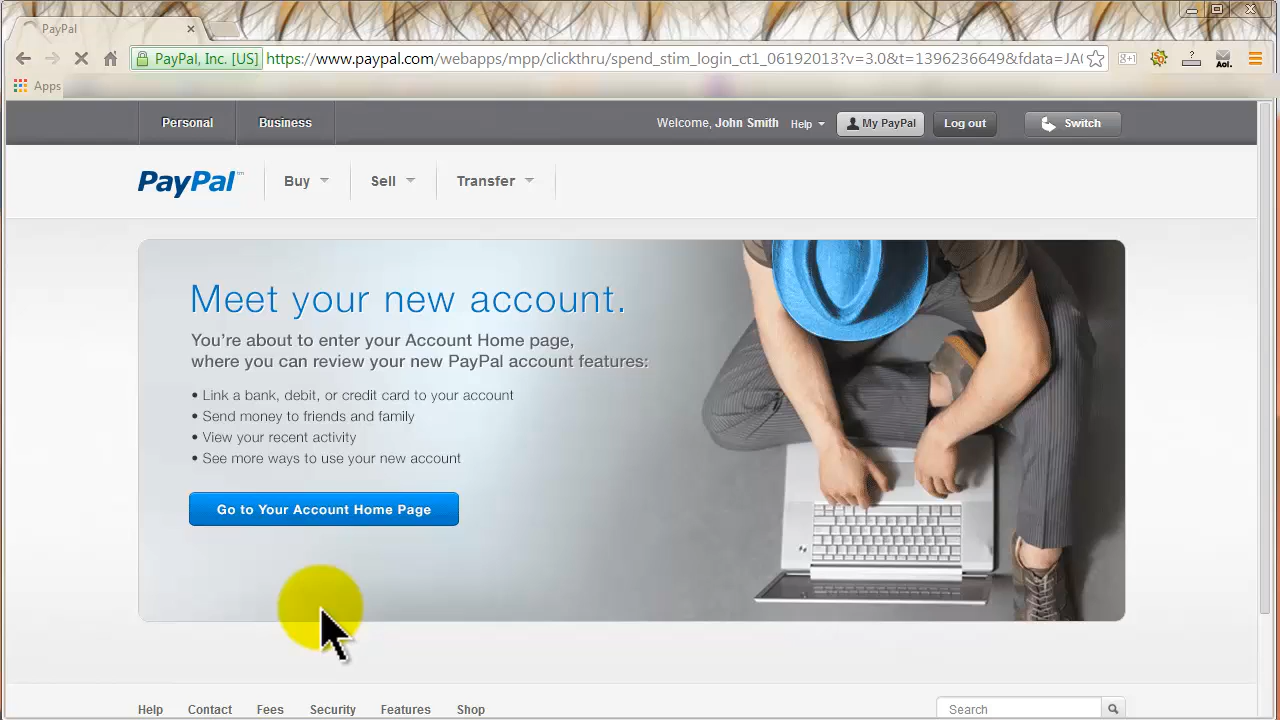 PayPal
PayPal, Inc. [US] https://www.paypal.com/webapps/mpp/clickthru/spend_stim_login_ct1_06192013?v=3.0&t=1396236649&fdata=JA
g+1 ? Aol.
Apps
Personal Business Welcome, John Smith Help My PayPal Log out Switch
PayPal™ Buy Sell Transfer
Meet your new account.
You're about to enter your Account Home page,
where you can review your new PayPal account features:
• Link a bank, debit, or credit card to your account
• Send money to friends and family
• View your recent activity
• See more ways to use your new account
Go to Your Account Home Page
Help Contact Fees Security Features Shop Search